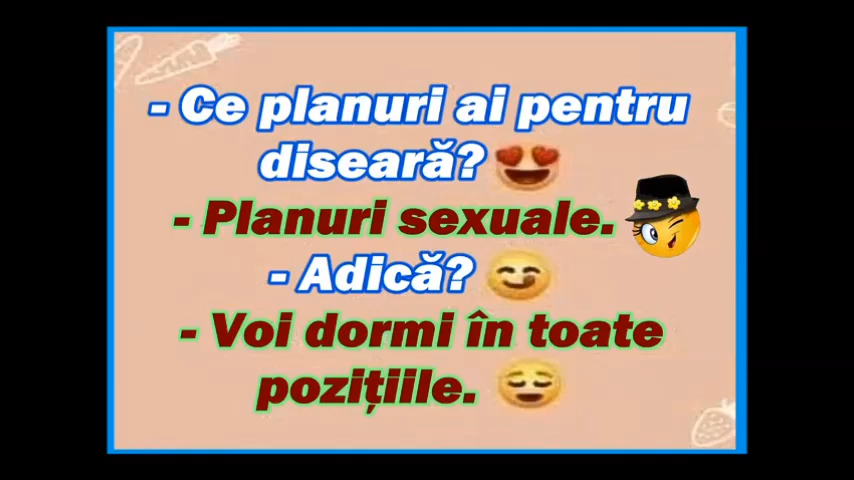 - Ce planuri ai pentru
diseară?
- Planuri sexuale.
- Adică?
- Voi dormi în toate
pozițiile.